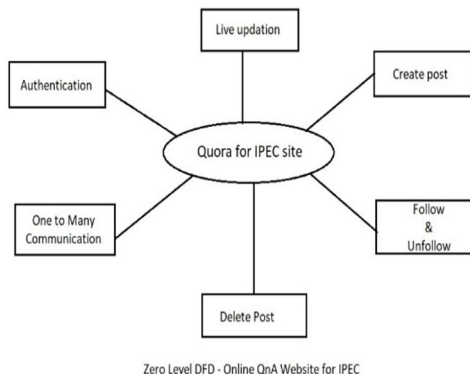 Live updation
Authentication
Create post
Quora for IPEC site
One to Many
Communication
Follow
&
Unfollow
Delete Post
Zero Level DFD - Online QnA Website for IPEC